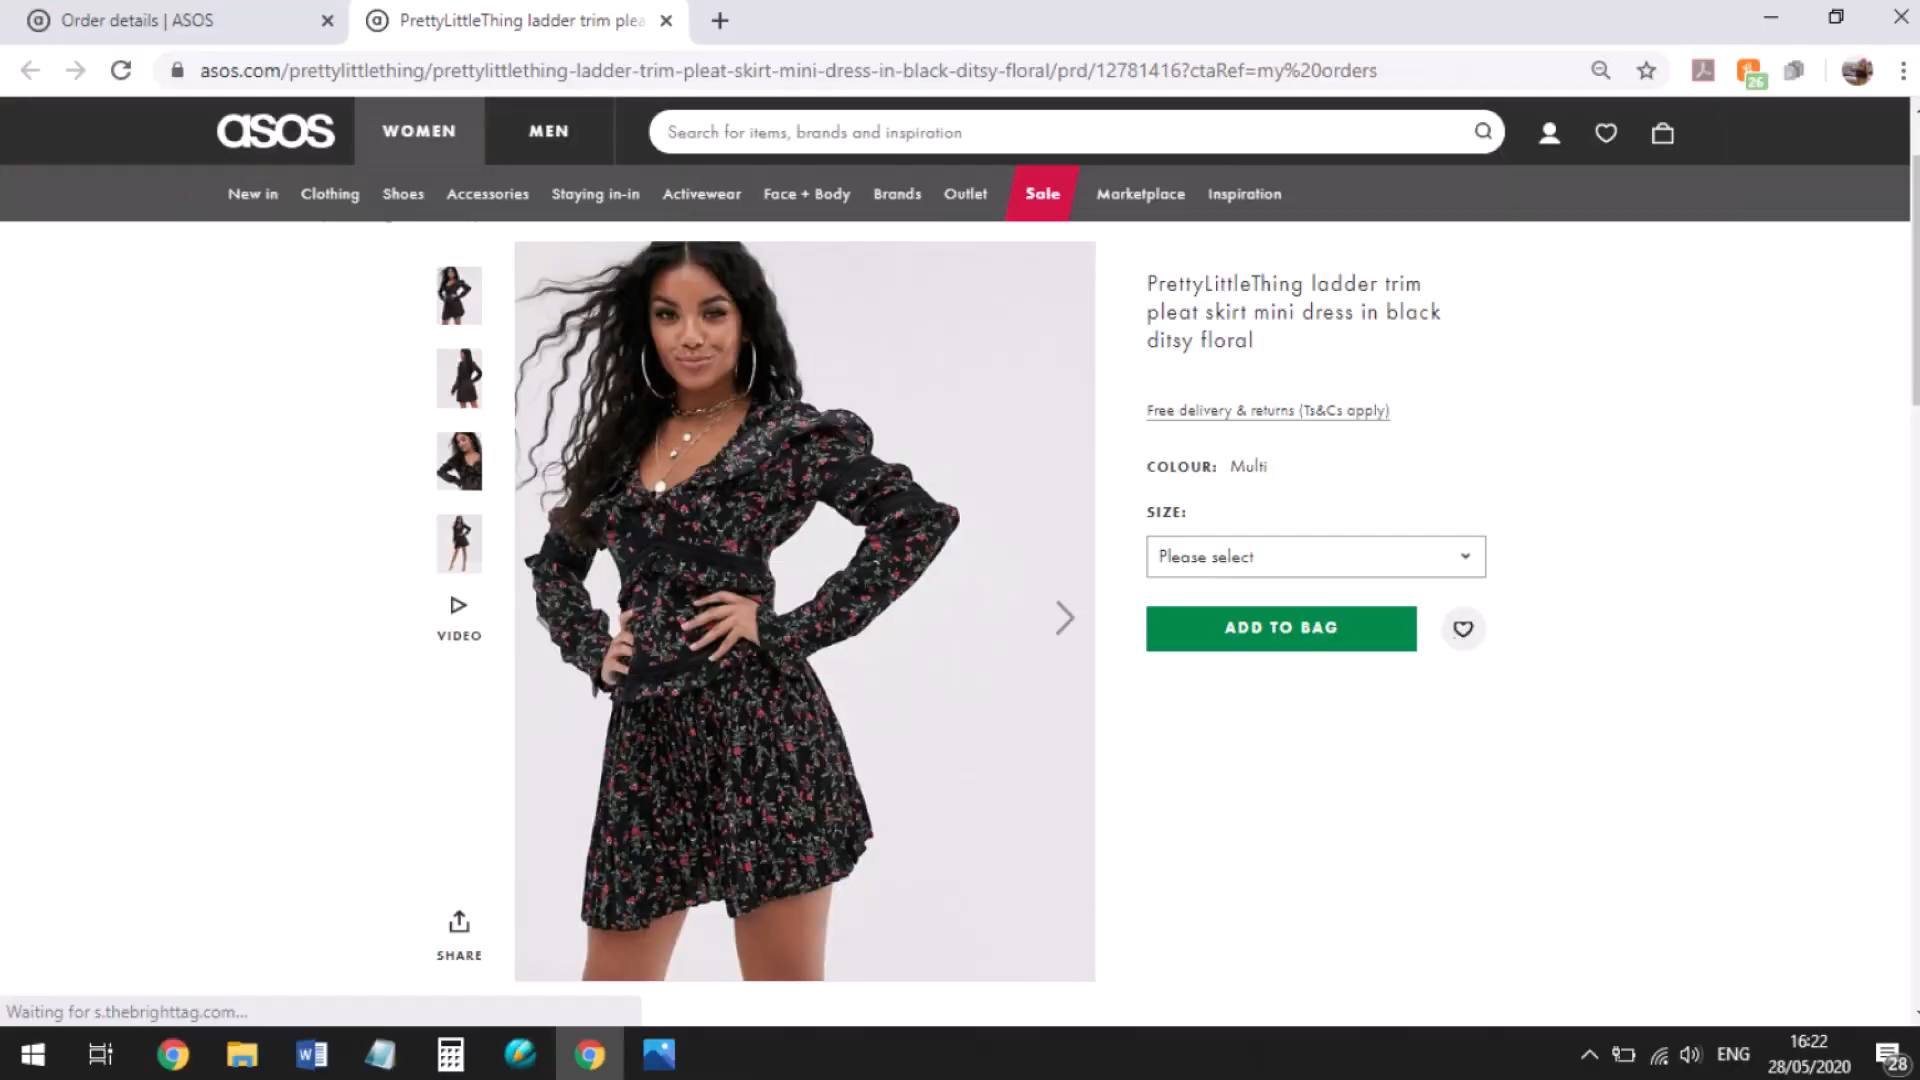 Order details | ASOS
PrettyLittleThing ladder trim plea
asos.com/prettylittlething/prettylittlething-ladder-trim-pleat-skirt-mini-dress-in-black-ditsy-floral/prd/12781416?ctaRef=my%20orders
26
asos
WOMEN
MEN
Search for items, brands and inspiration
New in Clothing Shoes Accessories Staying in-in Activewear Face + Body Brands Outlet Sale Marketplace Inspiration
PrettyLittleThing ladder trim
pleat skirt mini dress in black
ditsy floral
Free delivery & returns (Ts&Cs apply)
COLOUR: Multi
SIZE:
Please select
ADD TO BAG
VIDEO
SHARE
Waiting for s.thebrighttag.com...
ENG
16:22
28/05/2020
28